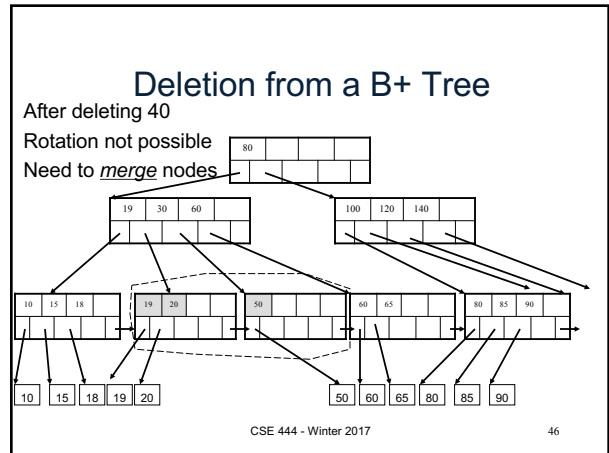 Deletion from a B+ Tree
After deleting 40
Rotation not possible
Need to merge nodes
80
19 30 60
100 120 140
10 15 18
19 20
50
60 65
80 85 90
10 15 18 19 20 50 60 65 80 85 90
CSE 444 - Winter 2017 46